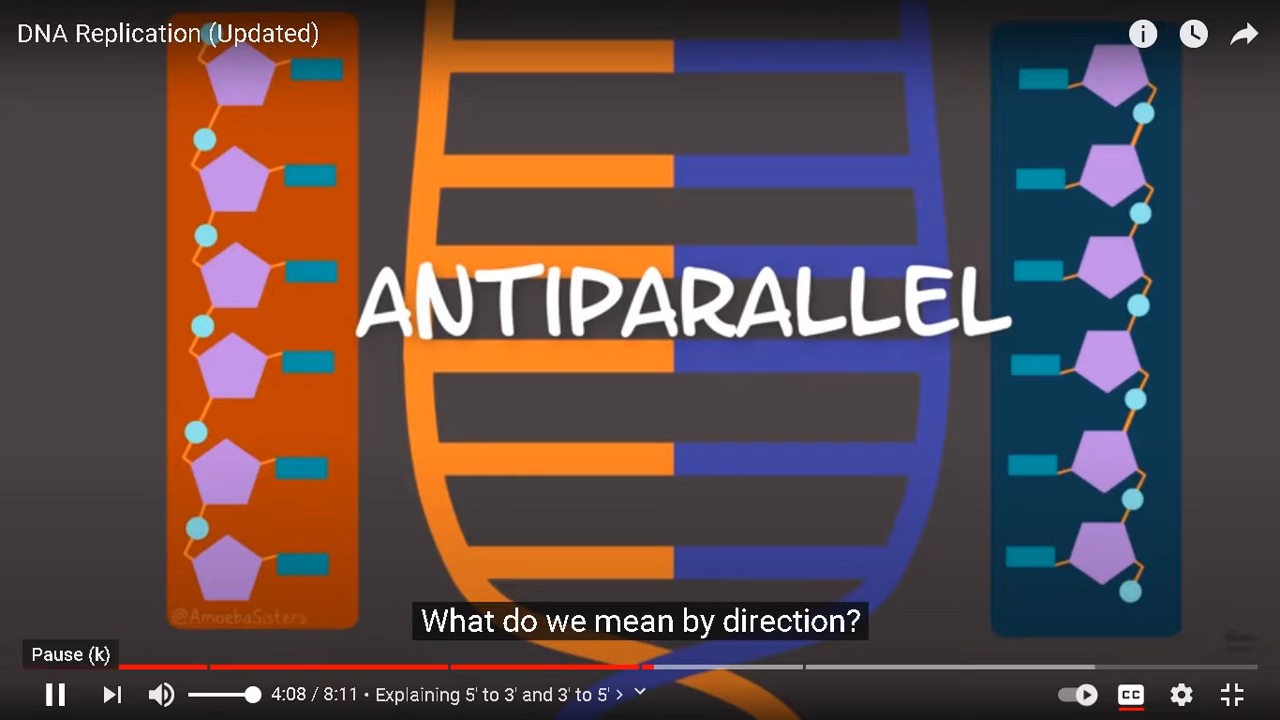 DNA Replication (Updated)
ANTIPARALLEL
@AmoebaSisters
What do we mean by direction?
Pause (k)
4:08 / 8:11 • Explaining 5' to 3' and 3' to 5' >
CC